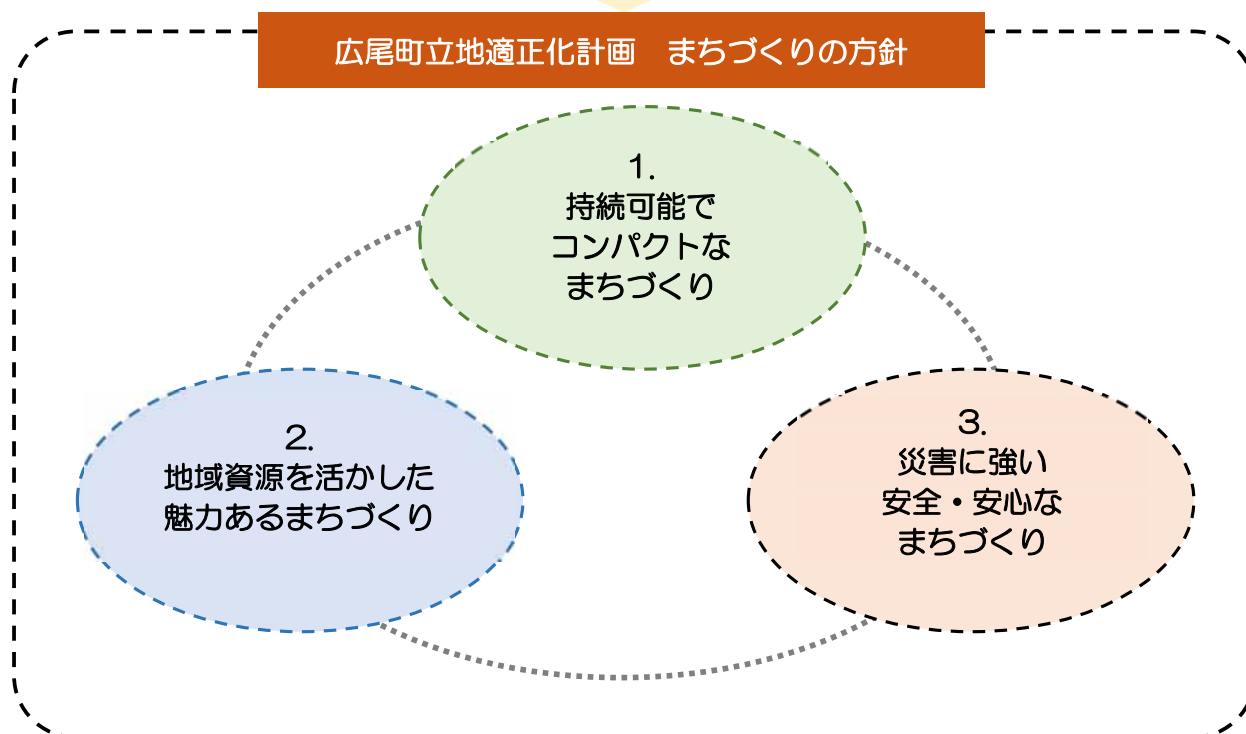 広尾町立地適正化計画　まちづくりの方針
1.
持続可能で
コンパクトな
まちづくり
2.
地域資源を活かした
魅力あるまちづくり
3.
災害に強い
安全・安心な
まちづくり